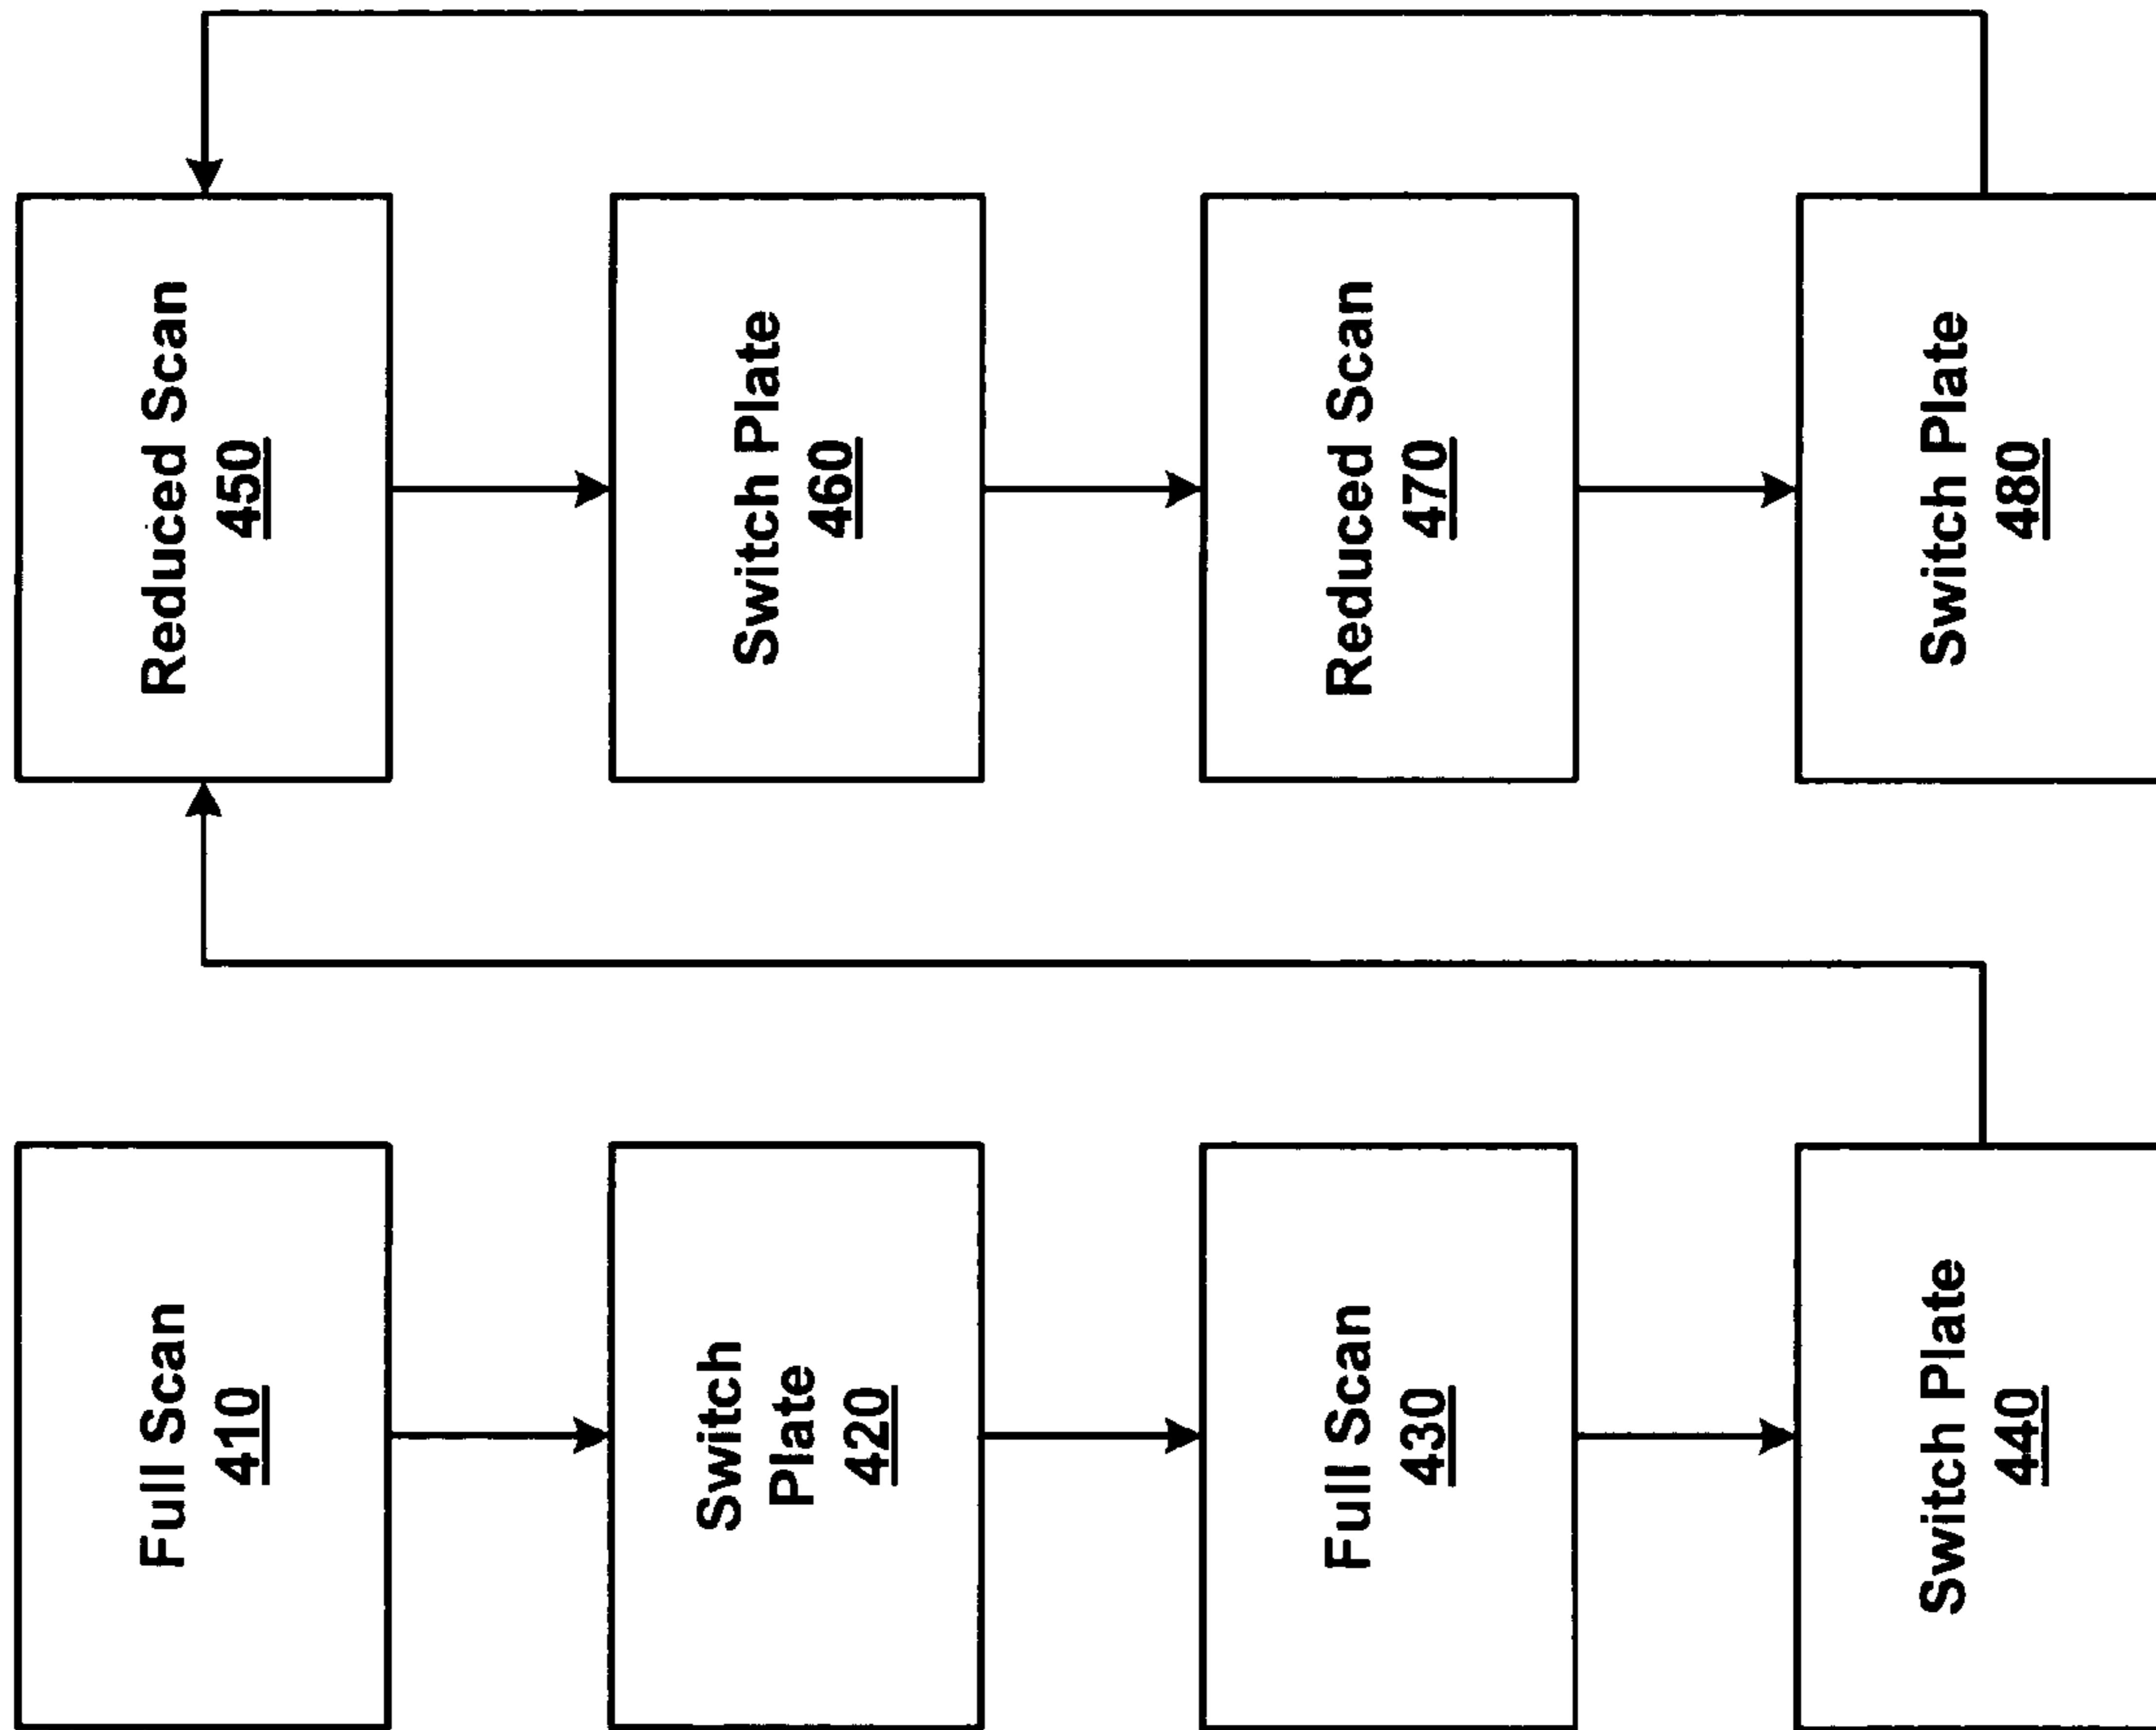 Full Scan
410
Switch
Plate
420
Full Scan
430
Switch Plate
440
Reduced Scan
450
Switch Plate
460
Reduced Scan
470
Switch Plate
480